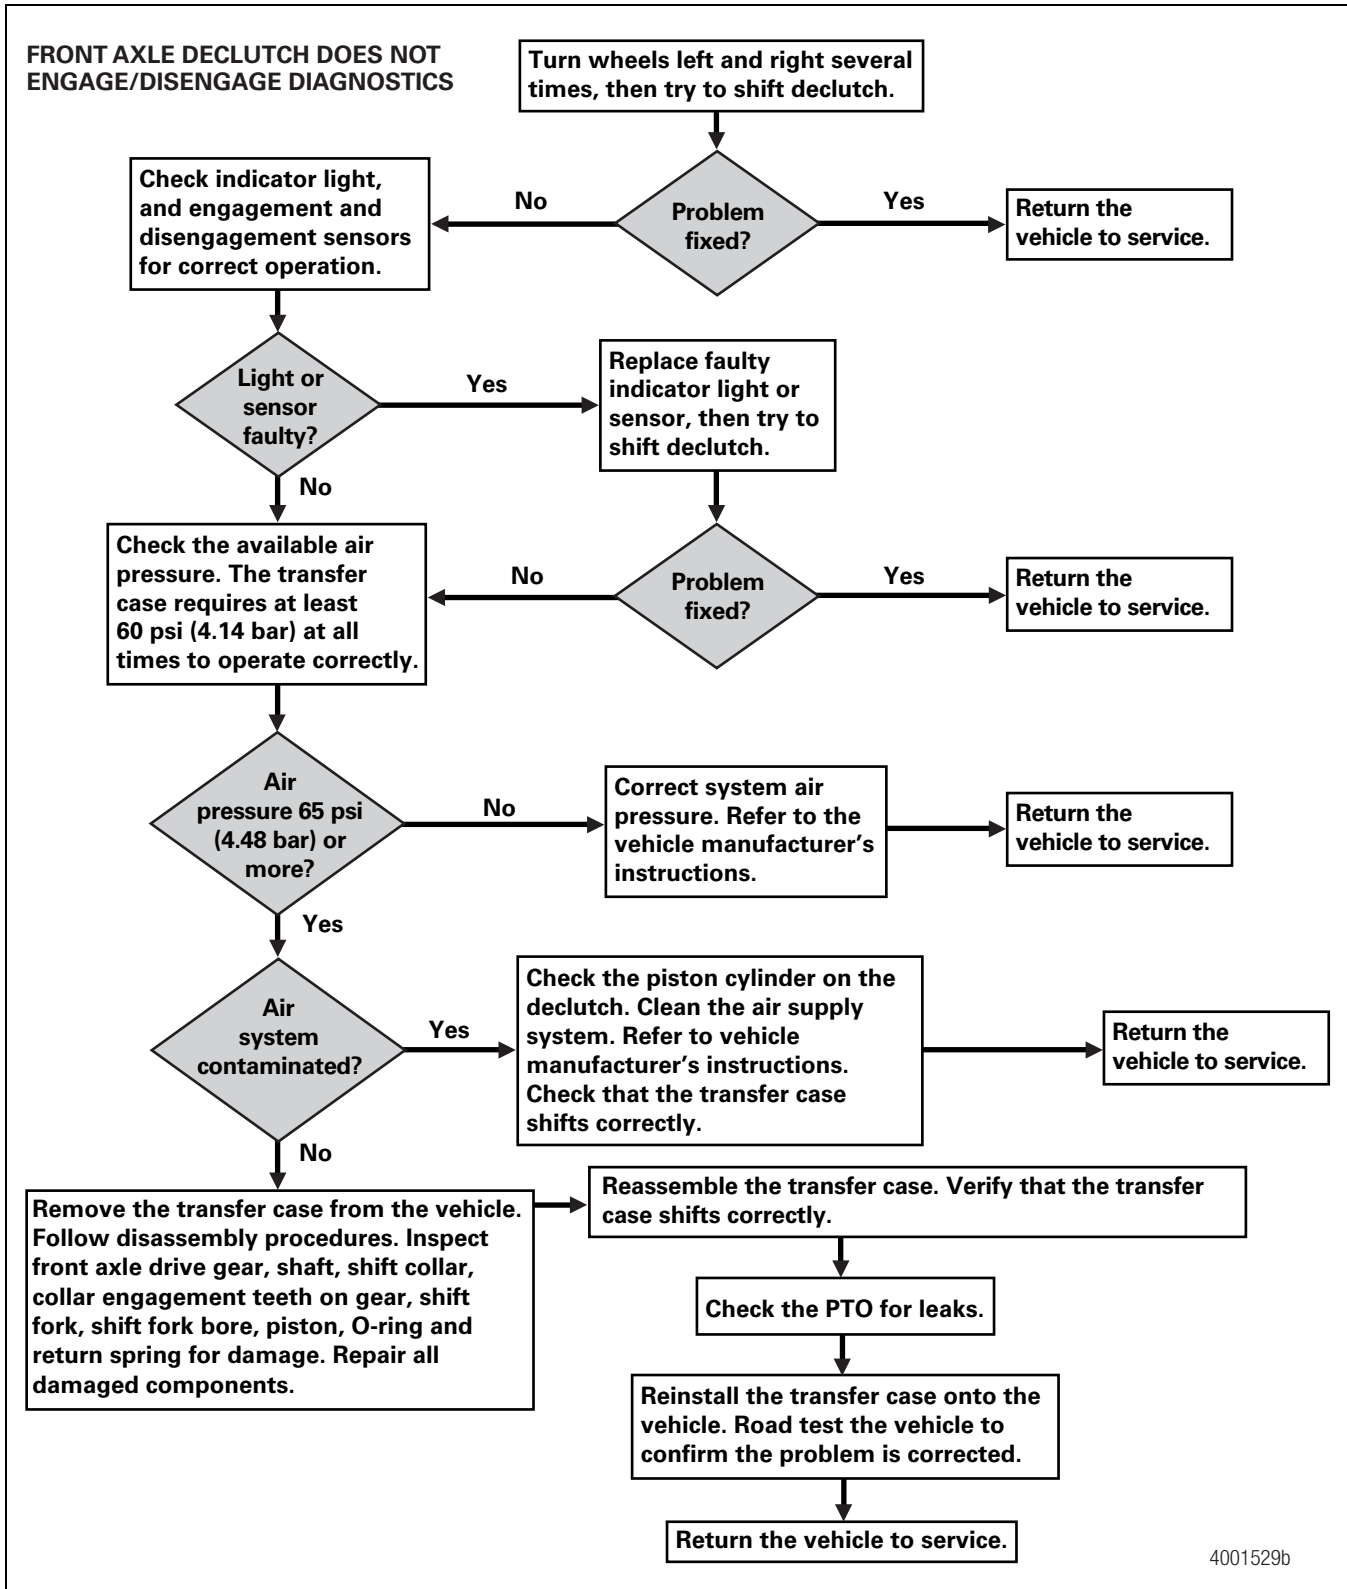 FRONT AXLE DECLUTCH DOES NOT
ENGAGE/DISENGAGE DIAGNOSTICS
Turn wheels left and right several
times, then try to shift declutch.
Problem
fixed?
No
Yes
Check indicator light,
and engagement and
disengagement sensors
for correct operation.
Return the
vehicle to service.
Light or
sensor
faulty?
Yes
No
Replace faulty
indicator light or
sensor, then try to
shift declutch.
Problem
fixed?
No
Yes
Return the
vehicle to service.
Check the available air
pressure. The transfer
case requires at least
60 psi (4.14 bar) at all
times to operate correctly.
Air
pressure 65 psi
(4.48 bar) or
more?
No
Yes
Correct system air
pressure. Refer to the
vehicle manufacturer's
instructions.
Return the
vehicle to service.
Air
system
contaminated?
Yes
No
Check the piston cylinder on the
declutch. Clean the air supply
system. Refer to vehicle
manufacturer's instructions.
Check that the transfer case
shifts correctly.
Return the
vehicle to service.
Remove the transfer case from the vehicle.
Follow disassembly procedures. Inspect
front axle drive gear, shaft, shift collar,
collar engagement teeth on gear, shift
fork, shift fork bore, piston, O-ring and
return spring for damage. Repair all
damaged components.
Reassemble the transfer case. Verify that the transfer
case shifts correctly.
Check the PTO for leaks.
Reinstall the transfer case onto the
vehicle. Road test the vehicle to
confirm the problem is corrected.
Return the vehicle to service.
4001529b